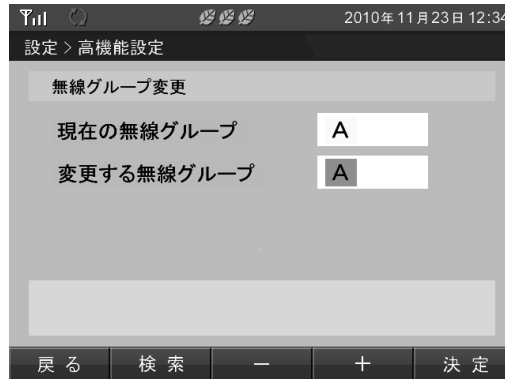 2010年11月23日 12:34
設定 > 高機能設定
無線グループ変更
現在の無線グループ A
変更する無線グループ A
戻る 検索 － ＋ 決定